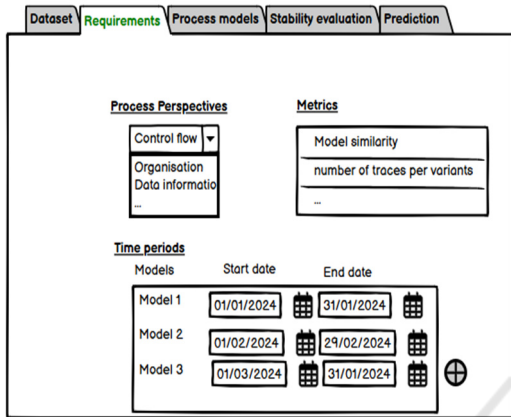 Dataset Requirements Process models Stability evaluation Prediction
Process Perspectives Metrics
Control flow
Organisation
Data informatio
...
Model similarity
number of traces per variants
...
Time periods
Models Start date End date
Model 1 01/01/2024 31/01/2024
Model 2 01/02/2024 29/02/2024
Model 3 01/03/2024 31/01/2024